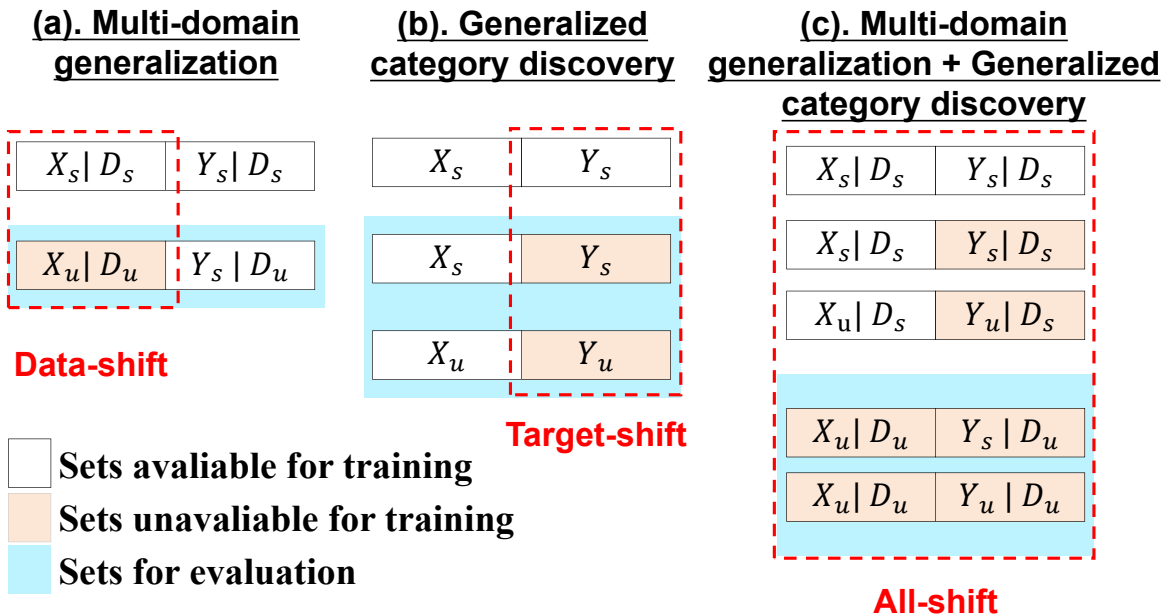 (a). Multi-domain
generalization
X_s| D_s Y_s| D_s
X_u| D_u Y_s | D_u
Data-shift
(b). Generalized
category discovery
X_s Y_s
X_s Y_s
X_u Y_u
Target-shift
(c). Multi-domain
generalization + Generalized
category discovery
X_s| D_s Y_s| D_s
X_s| D_s Y_s| D_s
X_u| D_s Y_u| D_s
X_u| D_u Y_s | D_u
X_u| D_u Y_u | D_u
All-shift
Sets avaliable for training
Sets unavaliable for training
Sets for evaluation